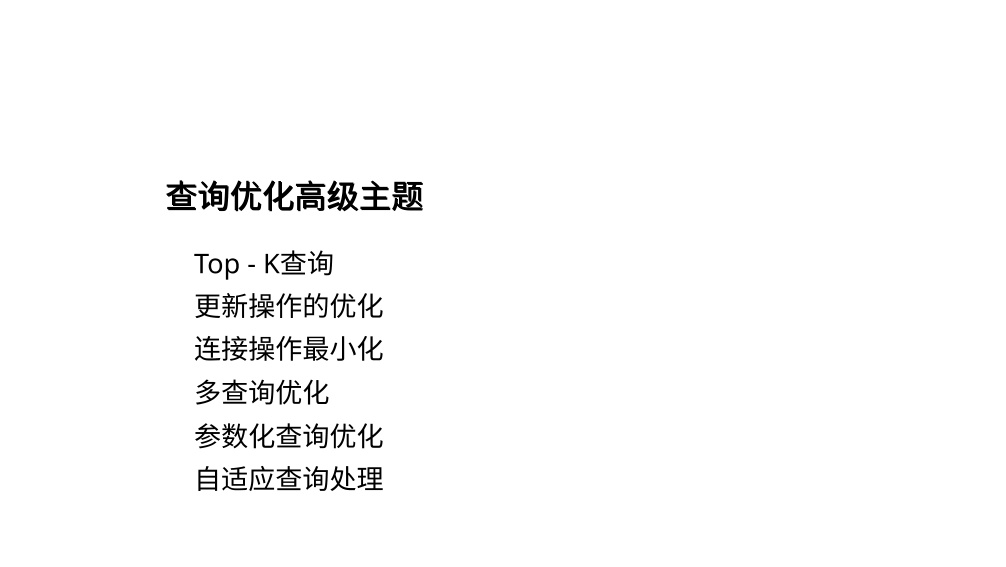 查询优化高级主题
Top - K查询
更新操作的优化
连接操作最小化
多查询优化
参数化查询优化
自适应查询处理